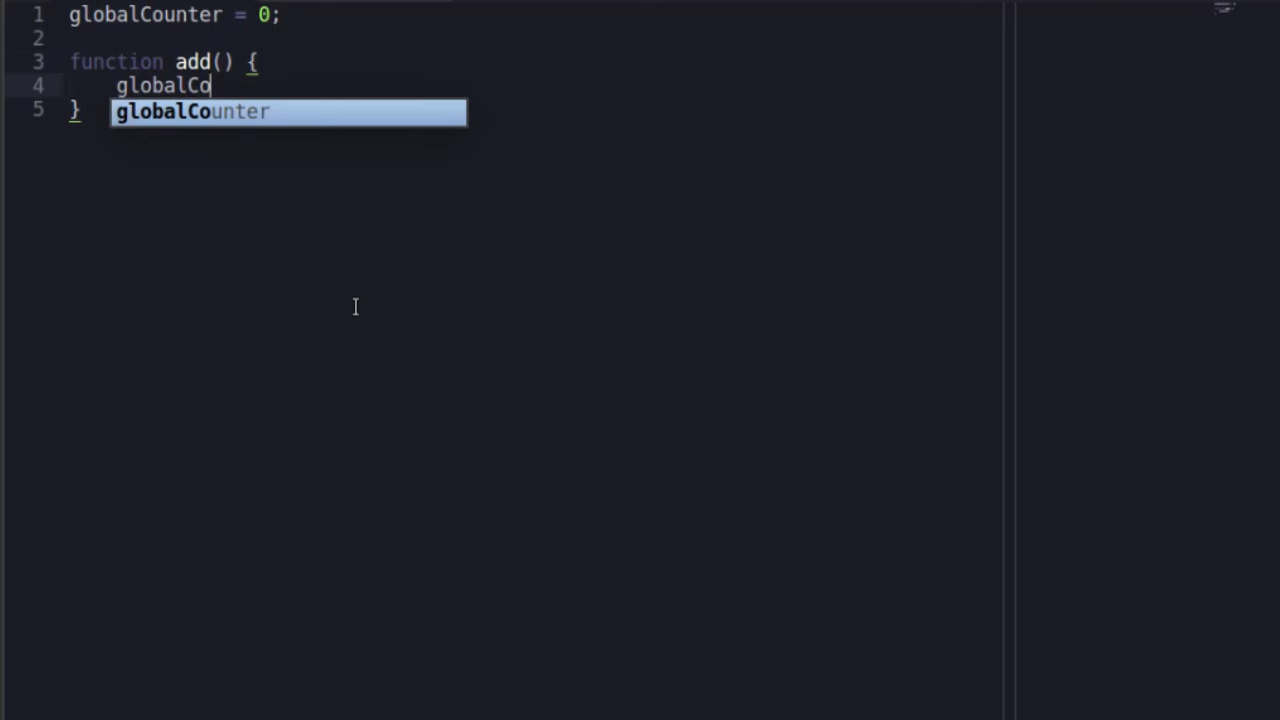 1 globalCounter = 0;
2
3 function add() {
4     globalCo
5 }
globalCounter